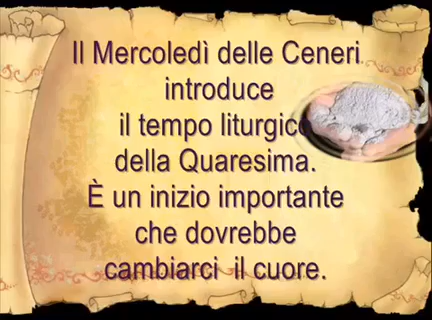 Il Mercoledì delle Ceneri
introduce
il tempo liturgico
della Quaresima.
È un inizio importante
che dovrebbe
cambiarci il cuore.